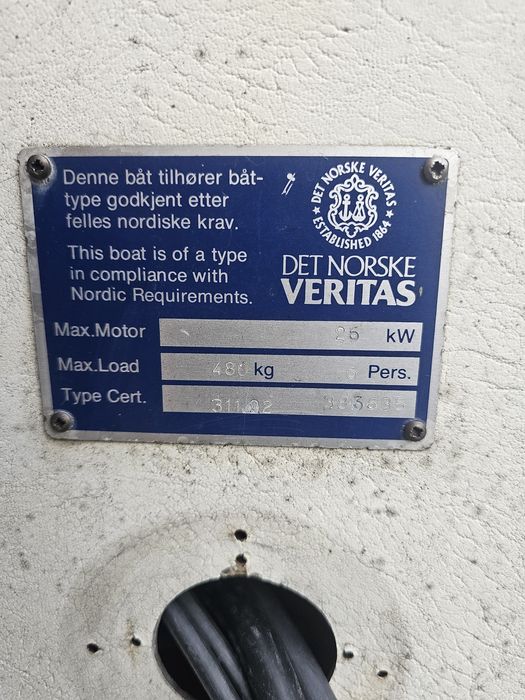 Denne båt tilhører båt-
type godkjent etter
felles nordiske krav.
This boat is of a type
in compliance with
Nordic Requirements.
DET NORSKE VERITAS
ESTABLISHED 1864
DET NORSKE
VERITAS
Max.Motor 26 kW
Max.Load kg Pers.
Type Cert.